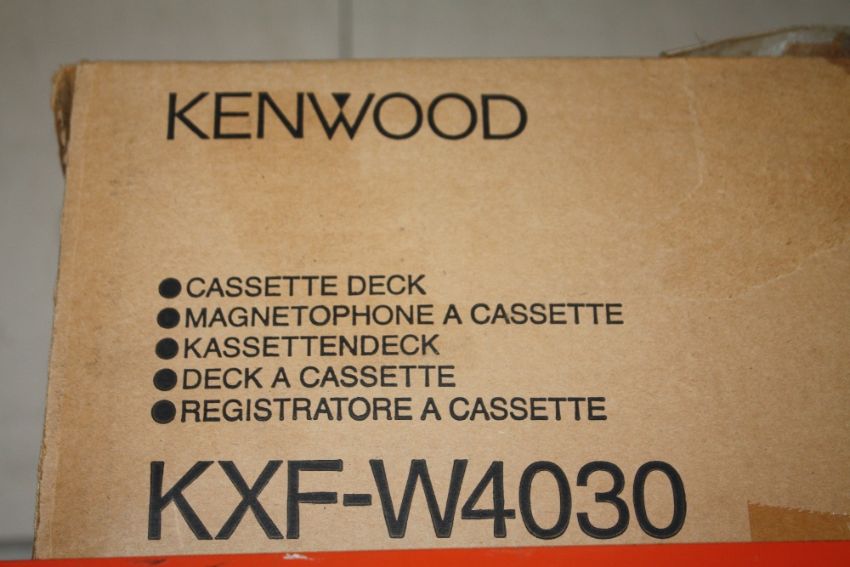 KENWOOD
●CASSETTE DECK
●MAGNETOPHONE A CASSETTE
●KASSETTENDECK
●DECK A CASSETTE
●REGISTRATORE A CASSETTE
KXF-W4030